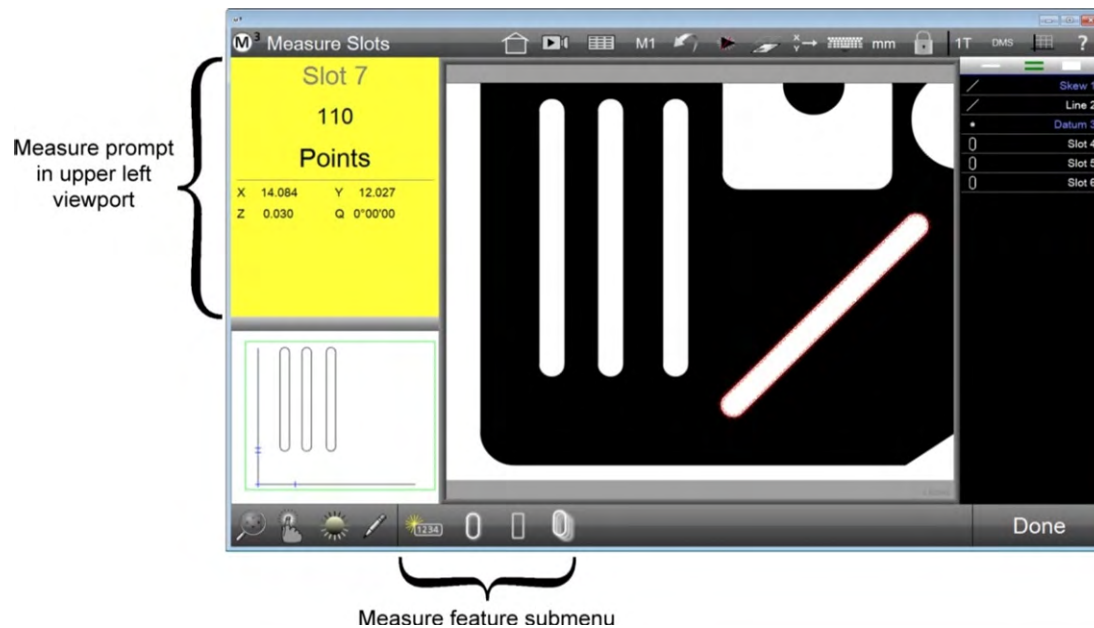 M3 Measure Slots
M1
X Y
mm
1T
DMS
?
Slot 7
110
Points
X 14.084 Y 12.027
Z 0.030 Q 0°00'00
Measure prompt
in upper left
viewport
Skew 1
Line 2
Datum 3
Slot 4
Slot 5
Slot 6
1234
Done
Measure feature submenu